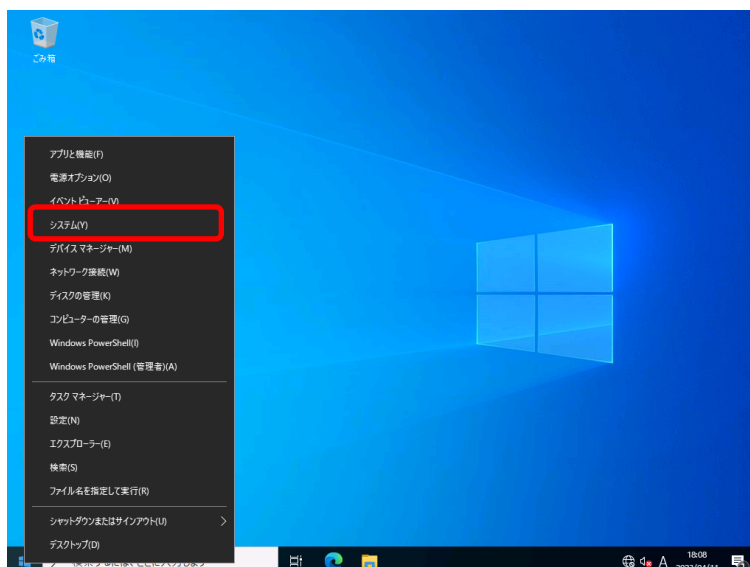 ごみ箱
アプリと機能(F)
電源オプション(O)
イベント ビューアー(V)
システム(Y)
デバイス マネージャー(M)
ネットワーク接続(W)
ディスクの管理(K)
コンピューターの管理(G)
Windows PowerShell(I)
Windows PowerShell (管理者)(A)
タスク マネージャー(T)
設定(N)
エクスプローラー(E)
検索(S)
ファイル名を指定して実行(R)
シャットダウンまたはサインアウト(U)
デスクトップ(D)
A
18:08